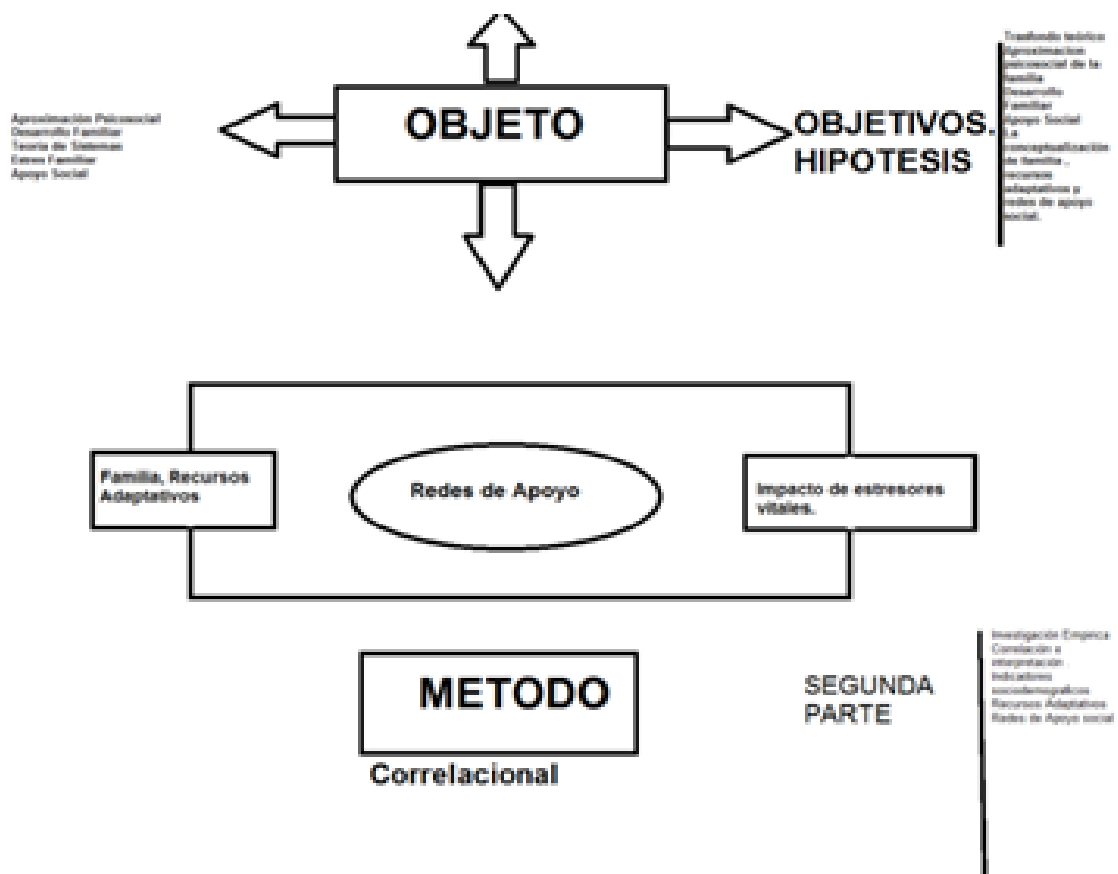 OBJETO
Aproximación Psicosocial
Desarrollo Familiar
Teoría de Sistemas
Estres Familiar
Apoyo Social
OBJETIVOS.
HIPOTESIS
Trasfondo teórico
Aproximacion
psicosocial de la
familia
Desarrollo
Familiar
Apoyo Social
La
conceptualización
de familia ,
recursos
adaptativos y
redes de apoyo
social.
Familia, Recursos
Adaptativos
Redes de Apoyo
Impacto de estresores
vitales.
METODO
Correlacional
SEGUNDA
PARTE
Investigación Empírica
Correlación e
interpretación .
Indicadores
sociodemograficos
Recursos Adaptativos
Redes de Apoyo social